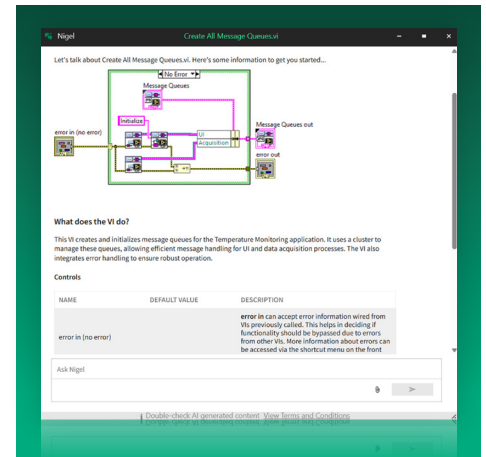 Nigel
Create All Message Queues.vi
Let's talk about Create All Message Queues.vi. Here's some information to get you started...
No Error
Message Queues
Initialize
error in (no error)
UI
Acquisition
Message Queues out
error out
What does the VI do?
This VI creates and initializes message queues for the Temperature Monitoring application. It uses a cluster to
manage these queues, allowing efficient message handling for UI and data acquisition processes. The VI also
integrates error handling to ensure robust operation.
Controls
NAME DEFAULT VALUE DESCRIPTION
error in (no error)
error in can accept error information wired from
VIs previously called. This helps in deciding if
functionality should be bypassed due to errors
from other VIs. More information about errors can
be accessed via the shortcut menu on the front
Ask Nigel
Double-check AI generated content View Terms and Conditions